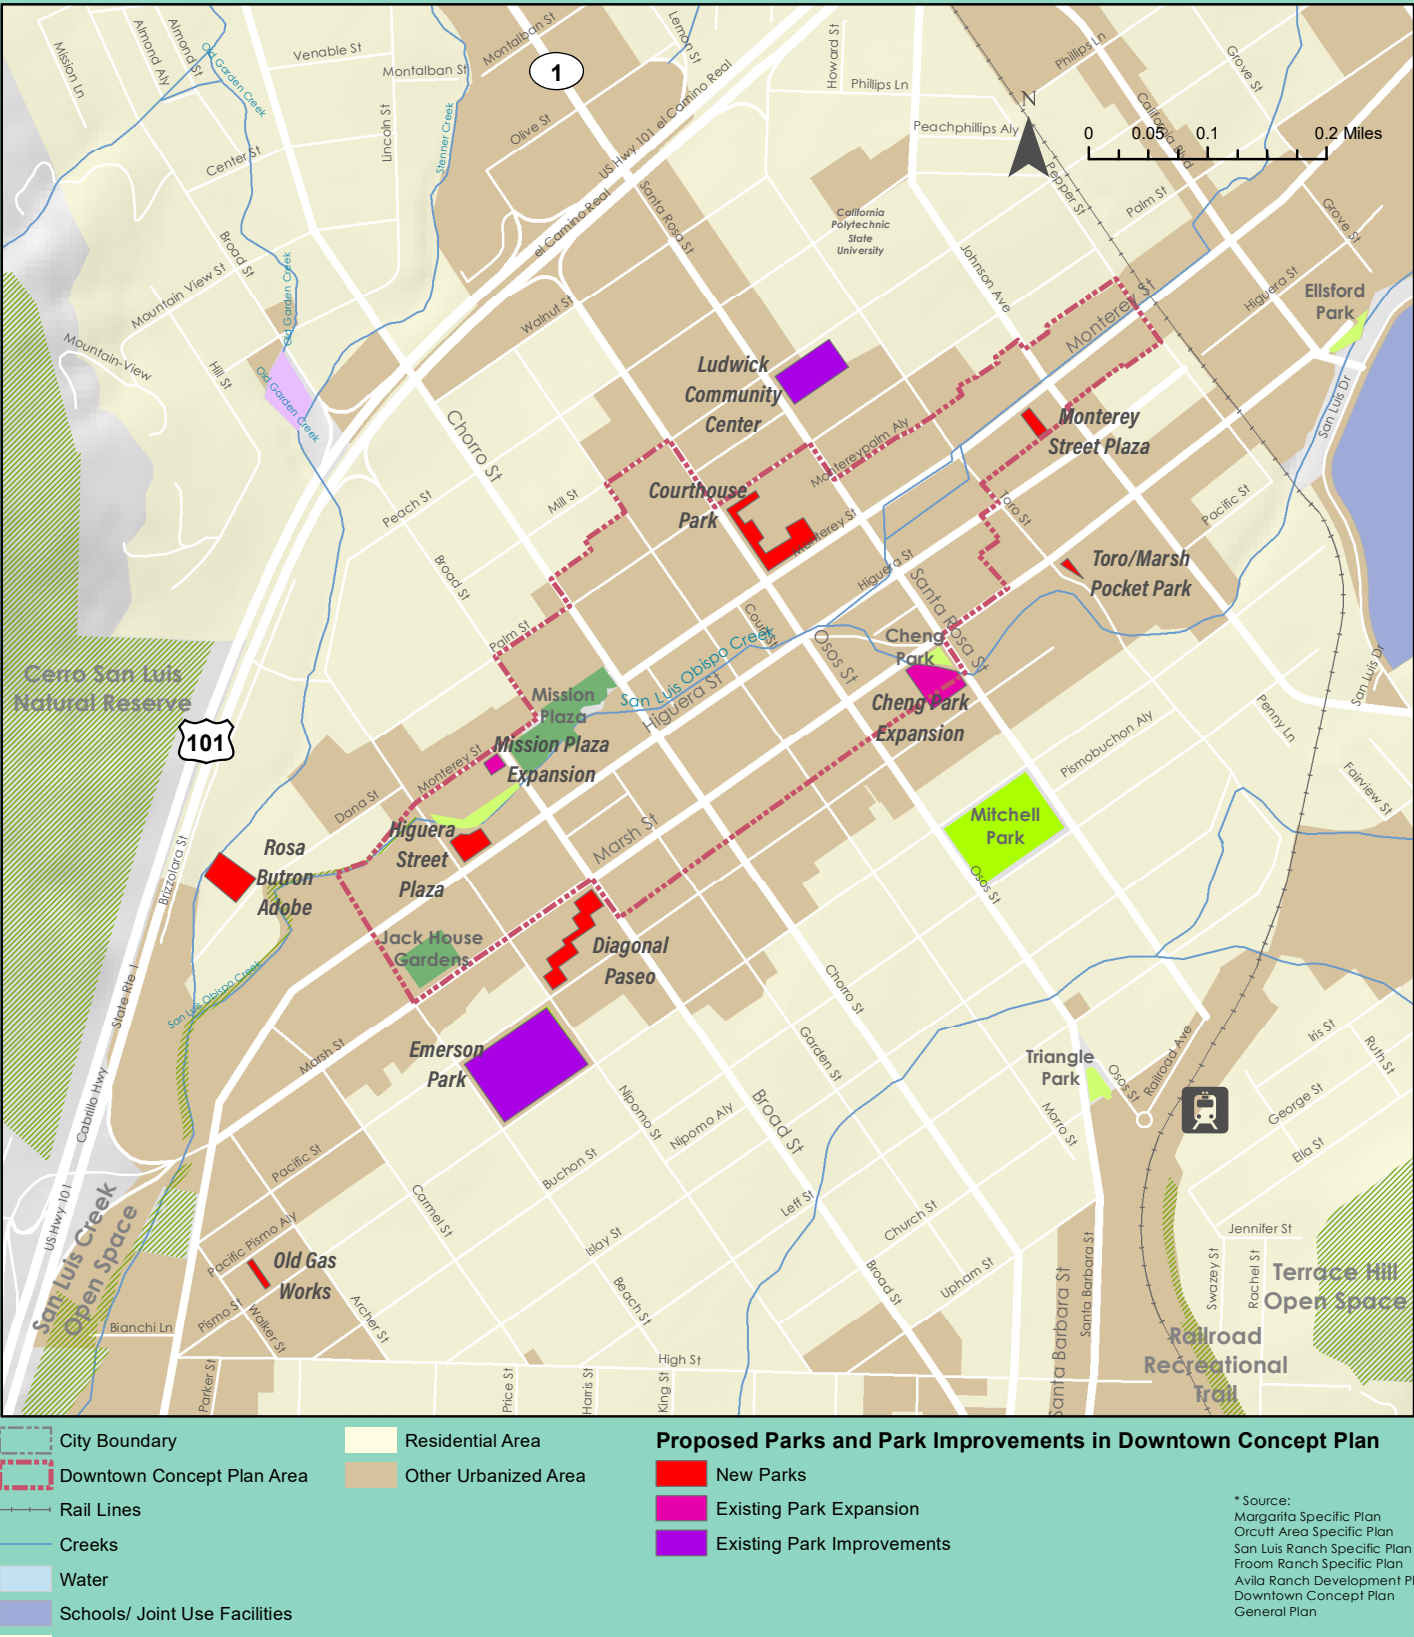 Mission Ln
Almond Aly
Almond St
Old Garden Creek
Venable St
Montalban St
Montalban St
Lincoln St
Stenner Creek
Center St
1
Olive St
Lemon St
US Hwy 101
el Camino Real
el Camino Real
Santa Rosa St
Howard St
Phillips Ln
Phillips Ln
Peachphillips Aly
N
0
0.05
0.1
0.2 Miles
California Blvd
Grove St
Pepper St
Palm St
Grove St
California
Polytechnic
State
University
Johnson Ave
Broad St
Mountain View St
Old Garden Creek
Mountain-View
Hill St
Old Garden Creek
Walnut St
Monterey St
Higuera St
Ellsford
Park
San Luis Dr
Ludwick
Community
Center
Chorro St
Montereypalm Aly
Monterey
Street Plaza
Courthouse
Park
Mill St
Peach St
Monterey St
Toro St
Pacific St
Broad St
Higuera St
Toro/Marsh
Pocket Park
Santa Rosa St
Palm St
Court St
Osos St
Cheng
Park
San Luis Obispo Creek
Higuera St
Cheng Park
Expansion
Cerro San Luis
Natural Reserve
101
Mission
Plaza
Mission Plaza
Expansion
Monterey St
Dana St
San Luis Dr
Penny Ln
Pismobuchon Aly
Fairview St
Mitchell
Park
Osos St
Marsh St
Higuera
Street
Plaza
Rosa
Butron
Adobe
Brizzolara St
Jack House
Gardens
Diagonal
Paseo
San Luis Obispo Creek
State Rte 1
Chorro St
Marsh St
Emerson
Park
Garden St
Triangle
Park
Osos St
Railroad Ave
Iris St
Ruth St
George St
Ella St
Cabrillo Hwy
Nipomo St
Nipomo Aly
Broad St
Morro St
Pacific St
Buchon St
Carmel St
Leff St
Church St
US Hwy 101
San Luis Creek
Open Space
Pacific Pismo Aly
Old Gas
Works
Islay St
Beach St
Broad St
Upham St
Jennifer St
Swazey St
Rachel St
Terrace Hill
Open Space
Santa Barbara St
Santa Barbara St
Railroad
Recreational
Trail
Bianchi Ln
Pismo St
Walker St
Archer St
High St
Parker St
Price St
Harris St
King St
City Boundary
Downtown Concept Plan Area
Rail Lines
Creeks
Water
Schools/ Joint Use Facilities
Residential Area
Other Urbanized Area
Proposed Parks and Park Improvements in Downtown Concept Plan
New Parks
Existing Park Expansion
Existing Park Improvements
* Source:
Margarita Specific Plan
Orcutt Area Specific Plan
San Luis Ranch Specific Plan
Froom Ranch Specific Plan
Avila Ranch Development Pl
Downtown Concept Plan
General Plan